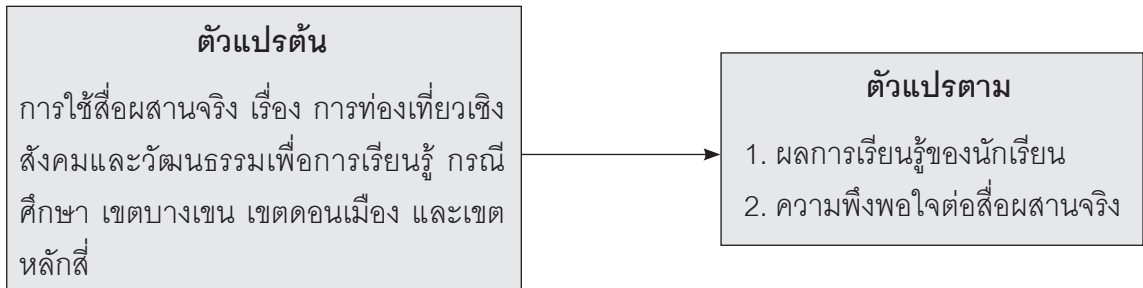 ตัวแปรต้น
การใช้สื่อผสานจริง เรื่อง การท่องเที่ยวเชิง
สังคมและวัฒนธรรมเพื่อการเรียนรู้ กรณี
ศึกษา เขตบางเขน เขตดอนเมือง และเขต
หลักสี่
ตัวแปรตาม
1. ผลการเรียนรู้ของนักเรียน
2. ความพึงพอใจต่อสื่อผสานจริง